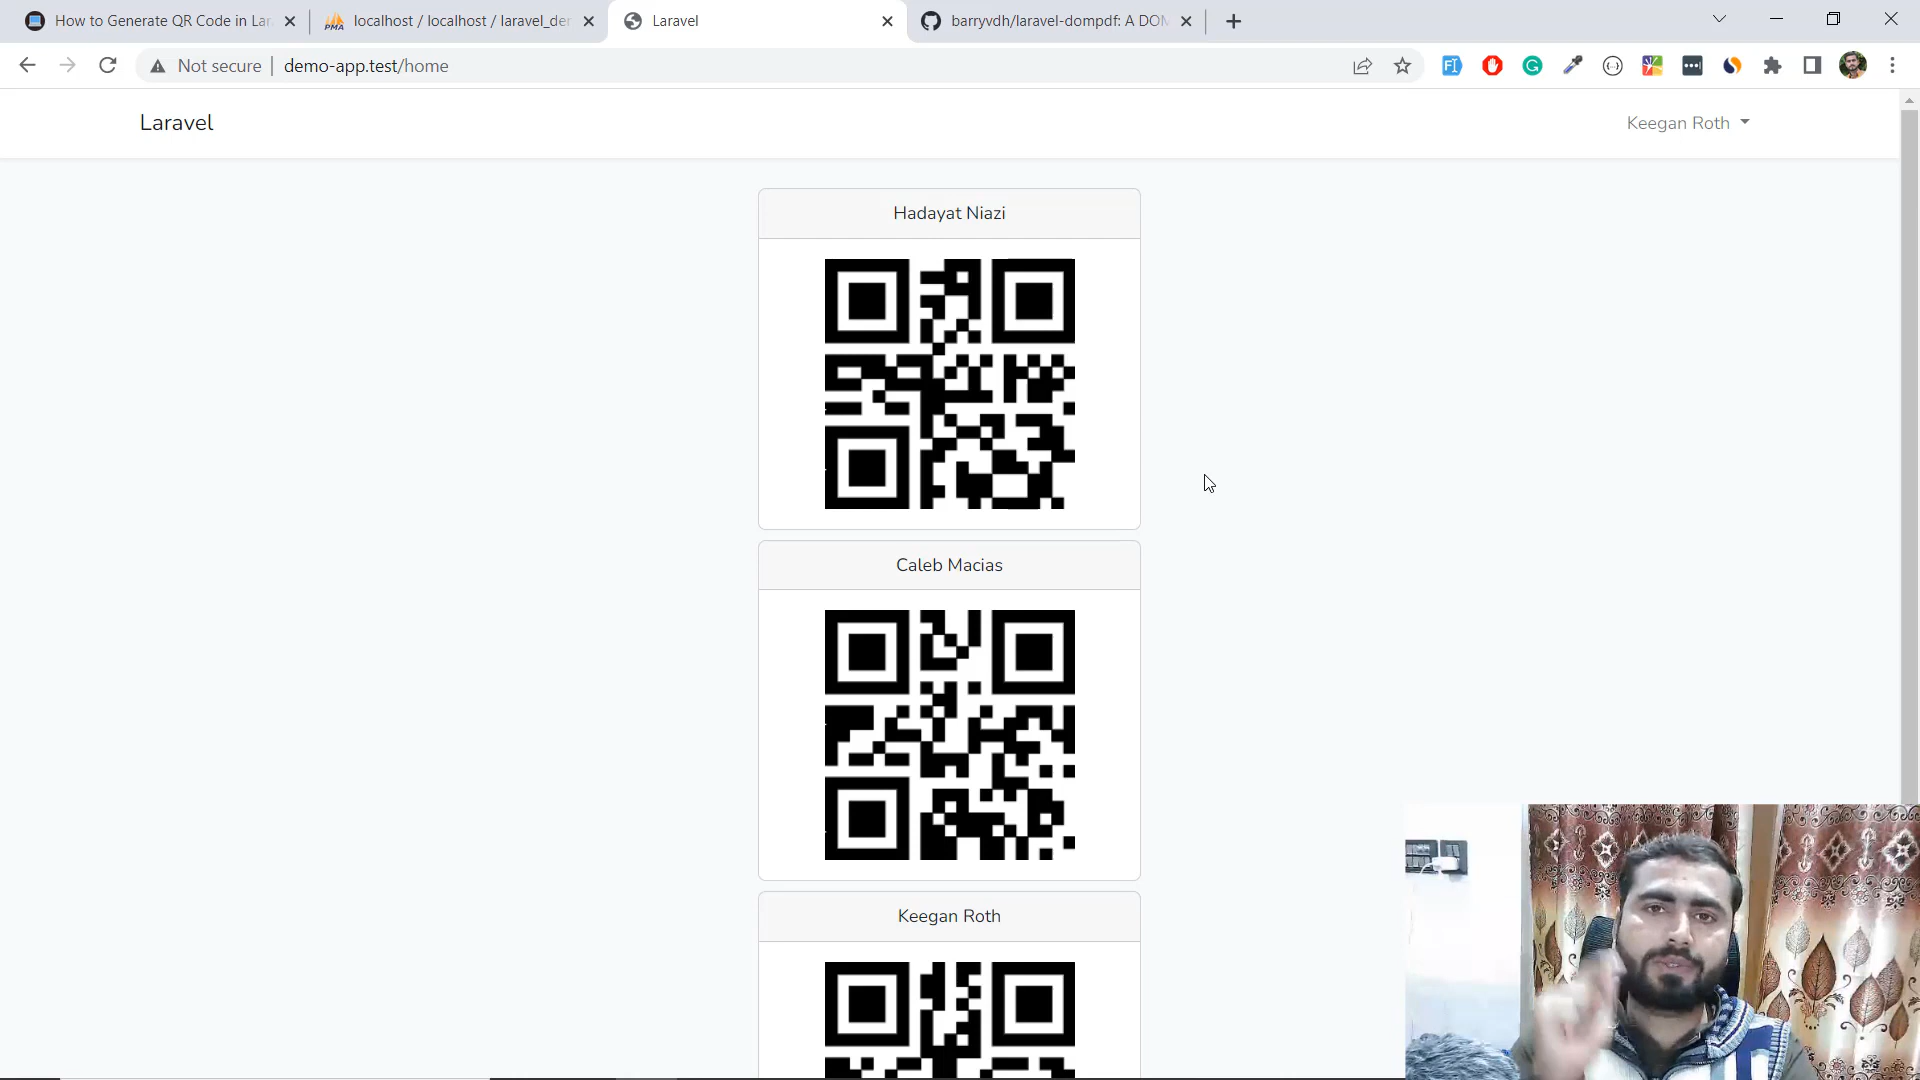 How to Generate QR Code in Lar
localhost / localhost / laravel_der
Laravel
barryvdh/laravel-dompdf: A DOM
Not secure
demo-app.test/home
Laravel
Keegan Roth
Hadayat Niazi
Caleb Macias
Keegan Roth